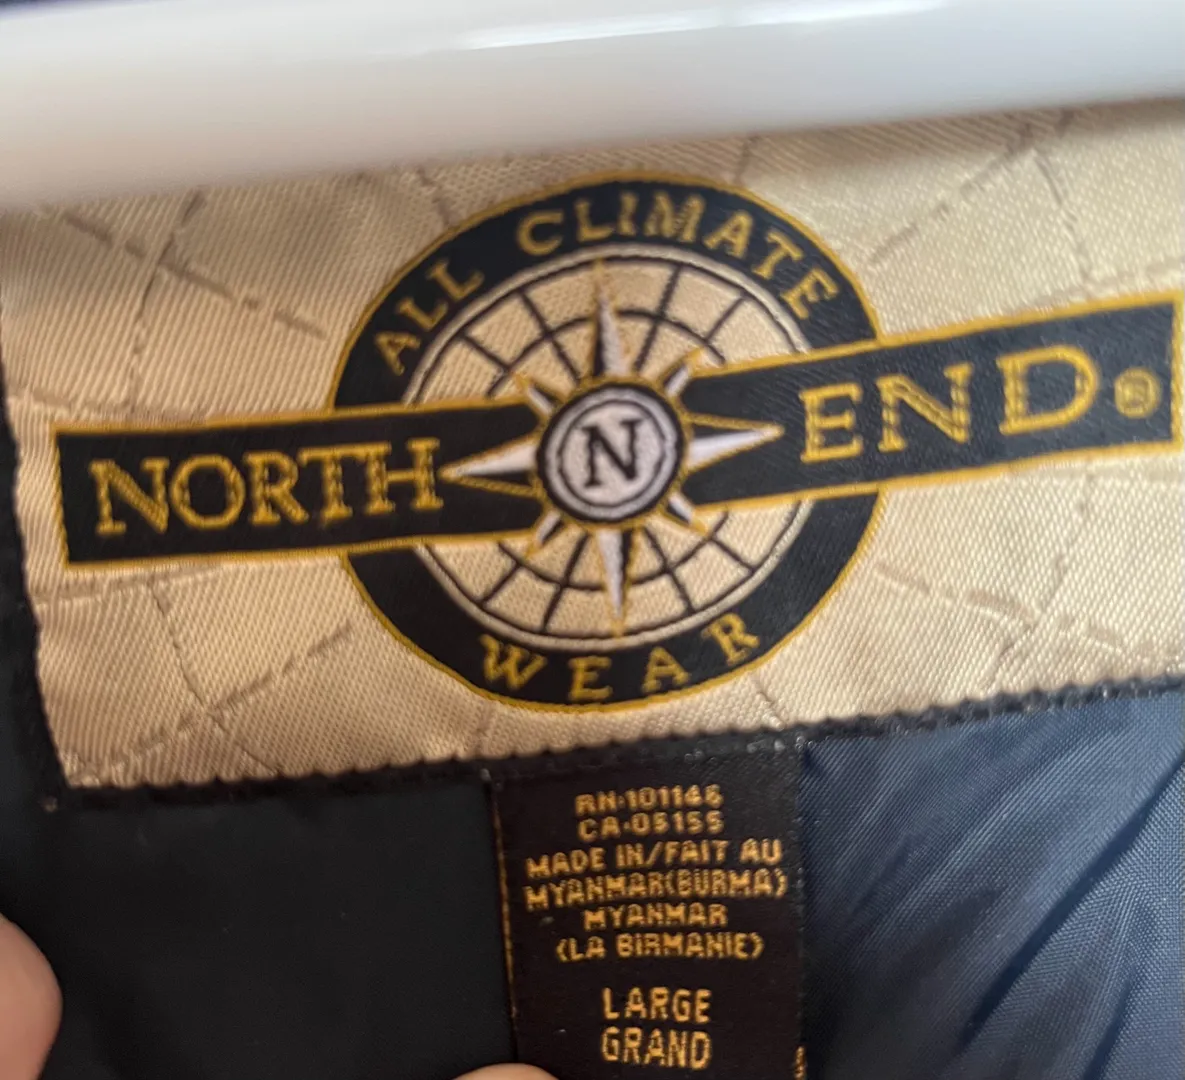 ALL CLIMATE
NORTH N END®
WEAR
RN·101146
CA·05155
MADE IN/FAIT AU
MYANMAR(BURMA)
MYANMAR
(LA BIRMANIE)
LARGE
GRAND